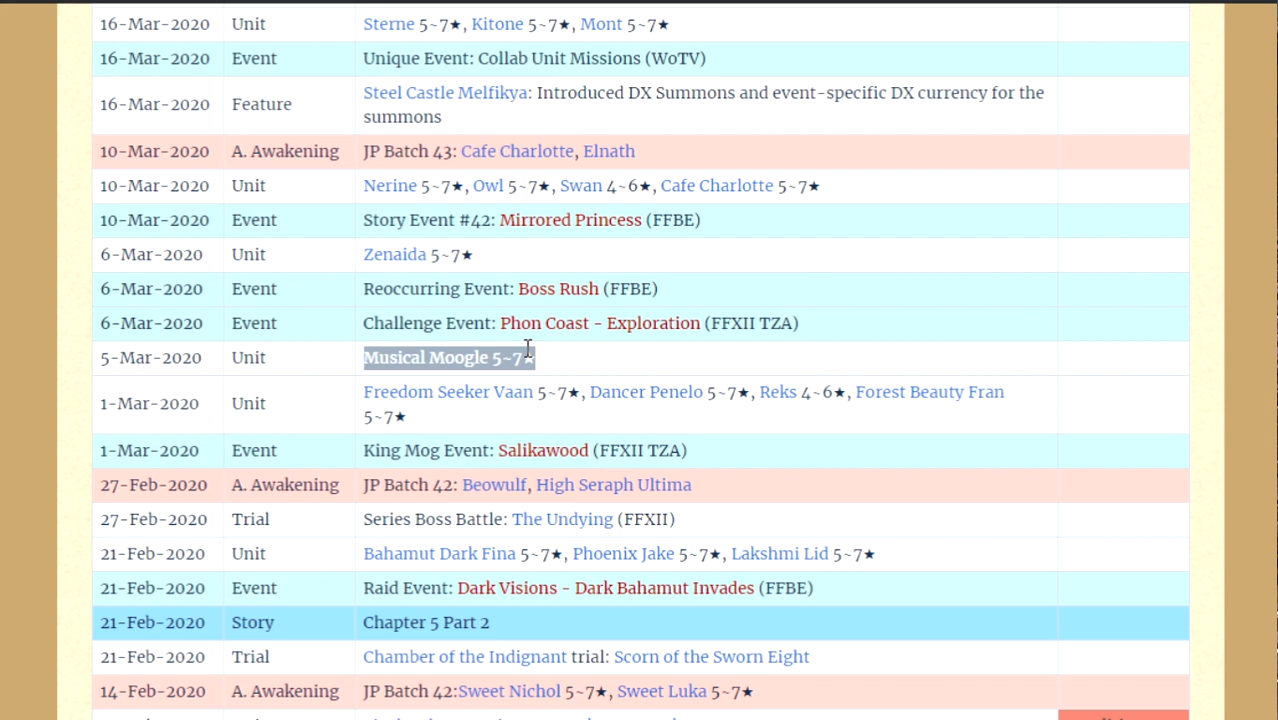 16-Mar-2020 Unit Sterne 5~7★, Kitone 5~7★, Mont 5~7★
16-Mar-2020 Event Unique Event: Collab Unit Missions (WoTV)
16-Mar-2020 Feature Steel Castle Melfikya: Introduced DX Summons and event-specific DX currency for the
summons
10-Mar-2020 A. Awakening JP Batch 43: Cafe Charlotte, Elnath
10-Mar-2020 Unit Nerine 5~7★, Owl 5~7★, Swan 4~6★, Cafe Charlotte 5~7★
10-Mar-2020 Event Story Event #42: Mirrored Princess (FFBE)
6-Mar-2020 Unit Zenaida 5~7★
6-Mar-2020 Event Reoccurring Event: Boss Rush (FFBE)
6-Mar-2020 Event Challenge Event: Phon Coast - Exploration (FFXII TZA)
5-Mar-2020 Unit Musical Moogle 5~7★
1-Mar-2020 Unit Freedom Seeker Vaan 5~7★, Dancer Penelo 5~7★, Reks 4~6★, Forest Beauty Fran
5~7★
1-Mar-2020 Event King Mog Event: Salikawood (FFXII TZA)
27-Feb-2020 A. Awakening JP Batch 42: Beowulf, High Seraph Ultima
27-Feb-2020 Trial Series Boss Battle: The Undying (FFXII)
21-Feb-2020 Unit Bahamut Dark Fina 5~7★, Phoenix Jake 5~7★, Lakshmi Lid 5~7★
21-Feb-2020 Event Raid Event: Dark Visions - Dark Bahamut Invades (FFBE)
21-Feb-2020 Story Chapter 5 Part 2
21-Feb-2020 Trial Chamber of the Indignant trial: Scorn of the Sworn Eight
14-Feb-2020 A. Awakening JP Batch 42:Sweet Nichol 5~7★, Sweet Luka 5~7★